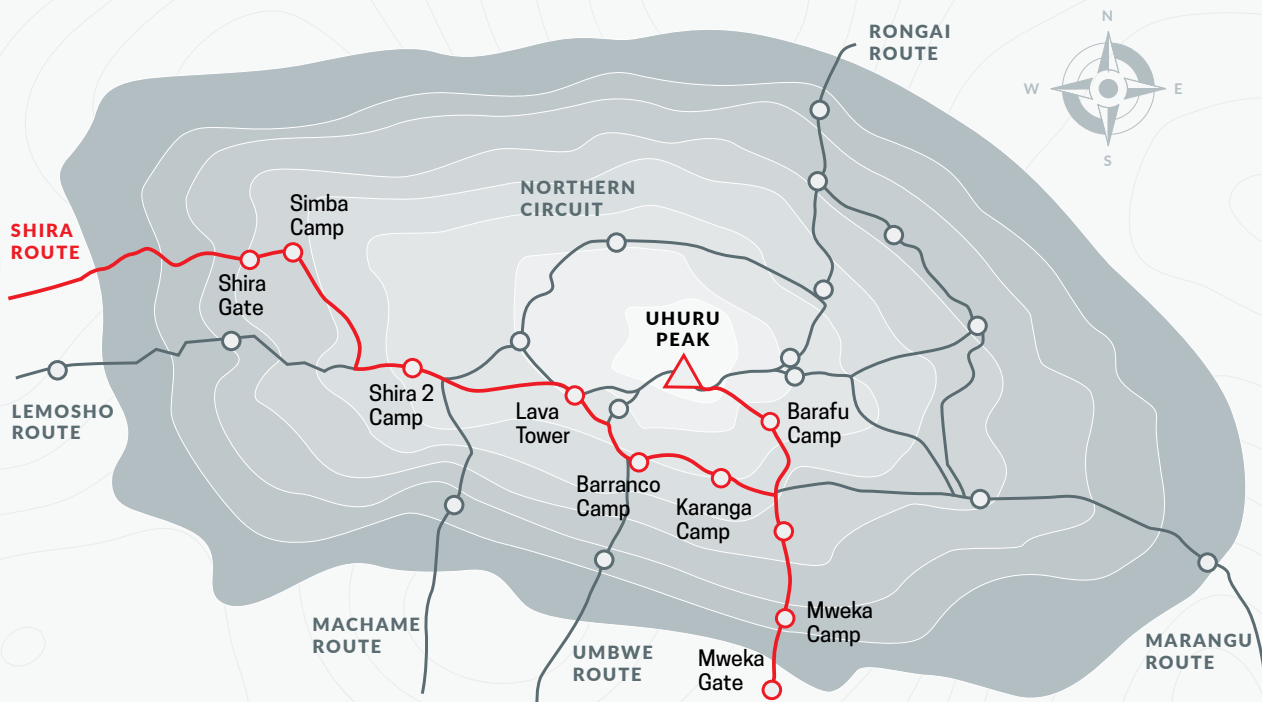 RONGAI
ROUTE
N
W
E
S
NORTHERN
CIRCUIT
Simba
Camp
SHIRA
ROUTE
Shira
Gate
UHURU
PEAK
LEMOSHO
ROUTE
Shira 2
Camp
Lava
Tower
Barafu
Camp
Barranco
Camp
Karanga
Camp
MACHAME
ROUTE
UMBWE
ROUTE
Mweka
Camp
Mweka
Gate
MARANGU
ROUTE